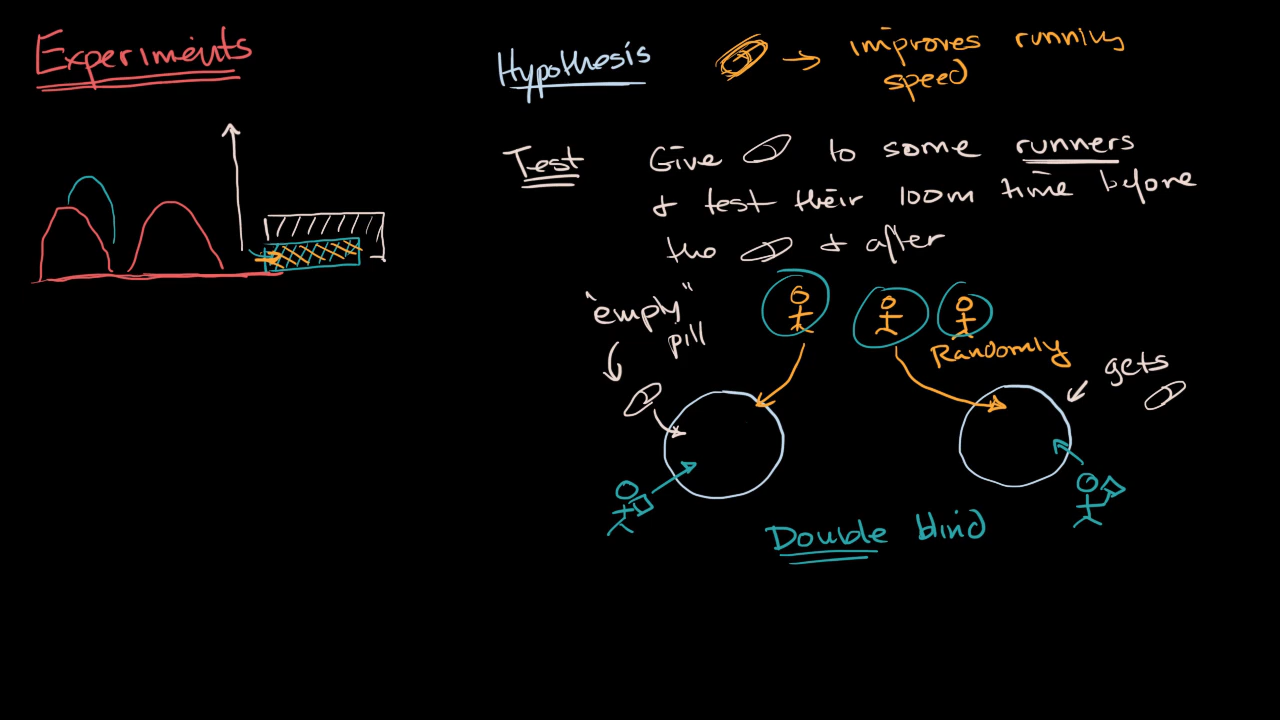 Experiments
Hypothesis → improves running
speed
Test Give to some runners
& test their 100m time before
the & after
"empty"
pill
Randomly
gets
Double blind